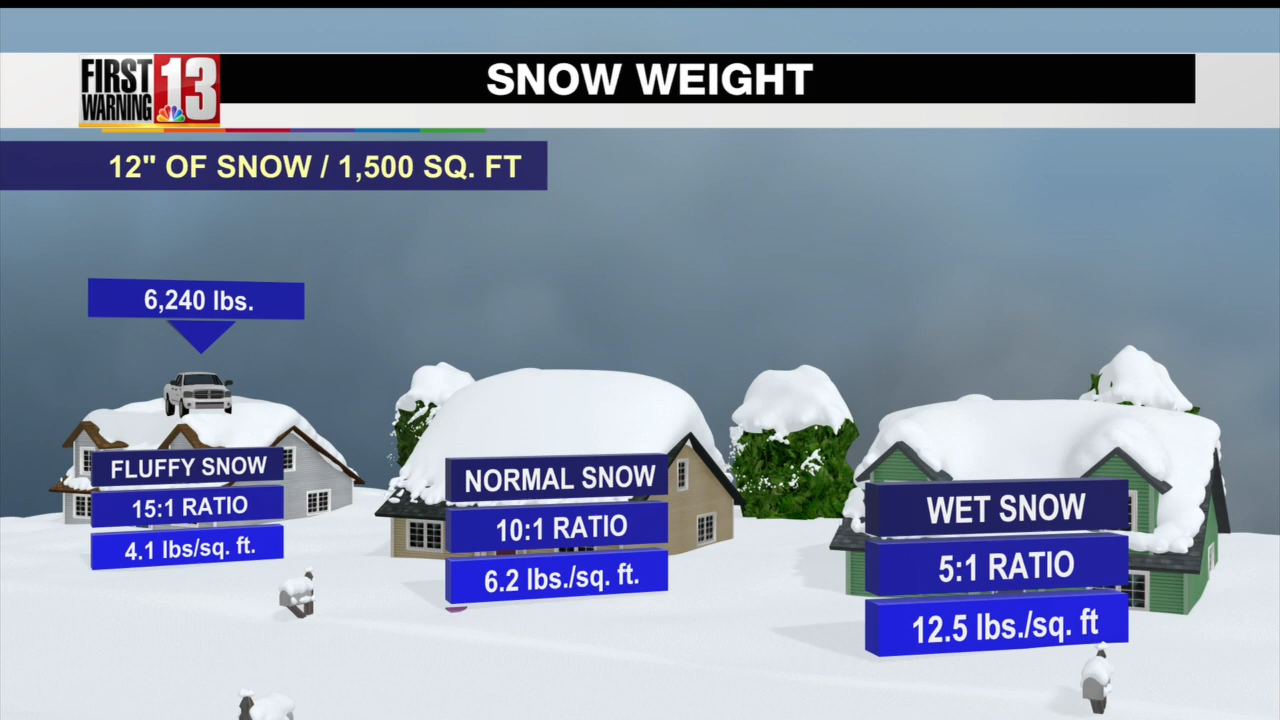 FIRST
WARNING
13
SNOW WEIGHT
12" OF SNOW / 1,500 SQ. FT
6,240 lbs.
FLUFFY SNOW
15:1 RATIO
4.1 lbs/sq. ft.
NORMAL SNOW
10:1 RATIO
6.2 lbs./sq. ft.
WET SNOW
5:1 RATIO
12.5 lbs./sq. ft